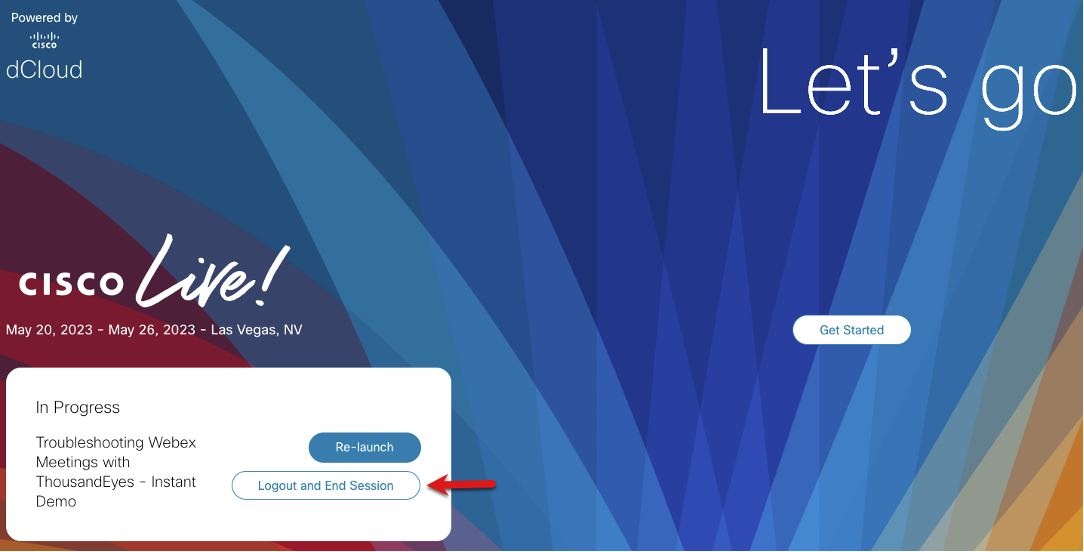 Powered by
CISCO
dCloud
Let's go
CISCO Live!
May 20, 2023 - May 26, 2023 - Las Vegas, NV
Get Started
In Progress
Troubleshooting Webex
Meetings with
ThousandEyes - Instant
Demo
Re-launch
Logout and End Session